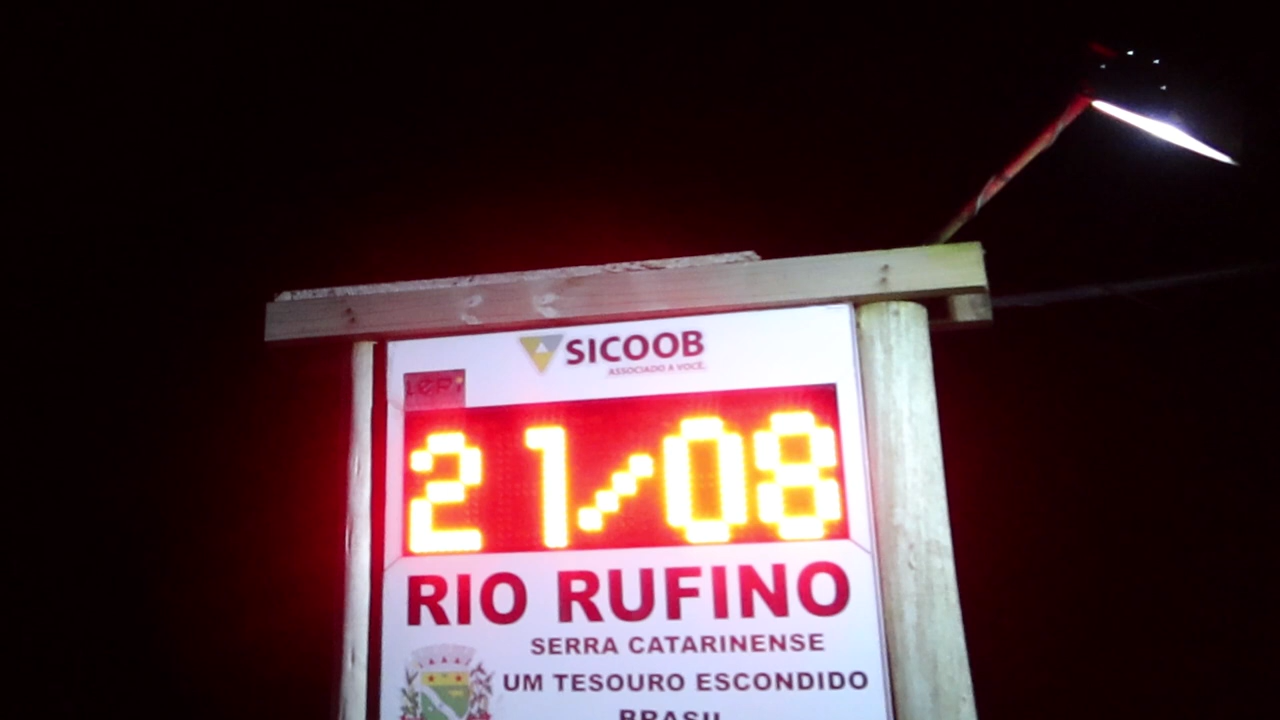 SICOOB
ASSOCIADO A VOCÊ.
21/08
RIO RUFINO
SERRA CATARINENSE
UM TESOURO ESCONDIDO
BRASIL